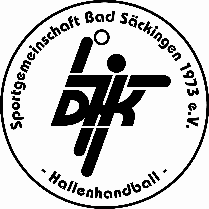 Sportgemeinschaft Bad Säckingen 1973 e.V.
DJK
- Hallenhandball -